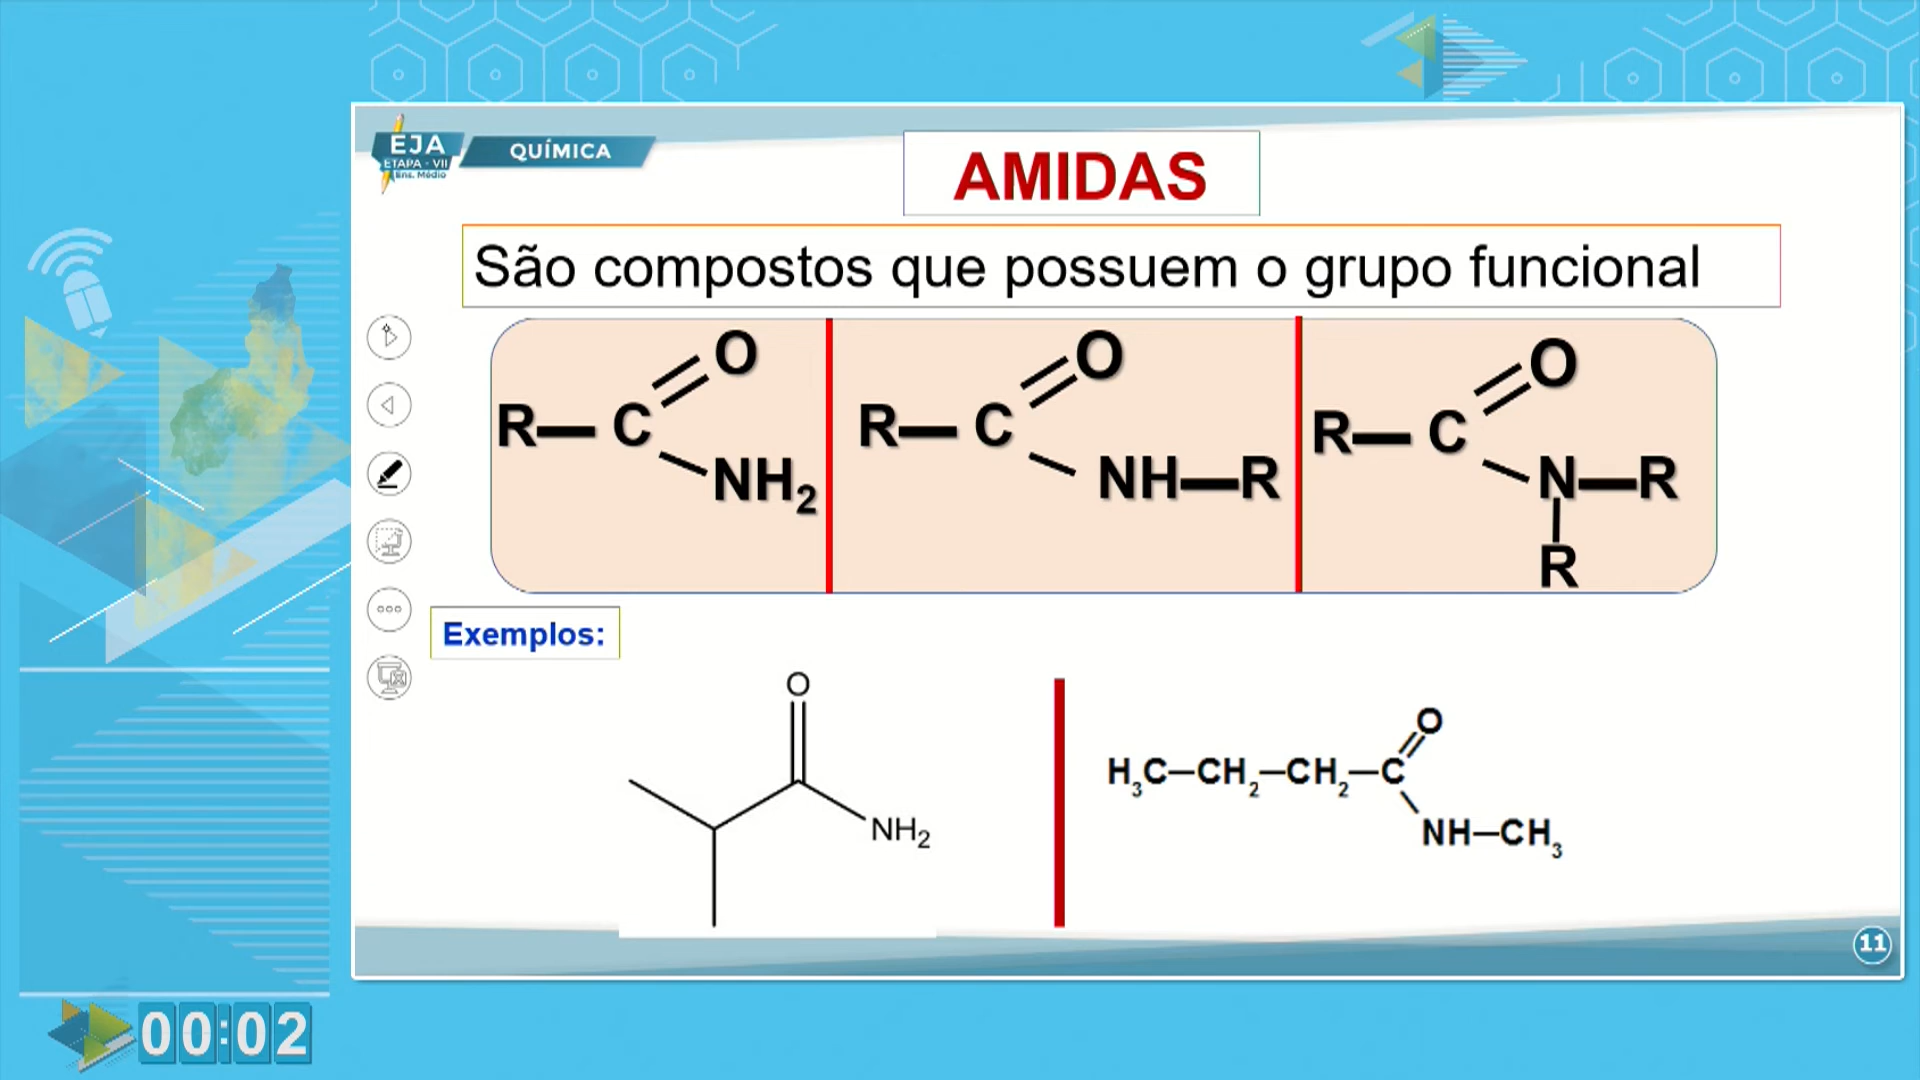 EJA
ETAPA - VII
Ens. Médio
QUÍMICA
AMIDAS
São compostos que possuem o grupo funcional
O
R—C
NH₂
O
R—C
NH—R
O
R—C
N—R
R
Exemplos:
O
NH₂
O
H₃C—CH₂—CH₂—C
NH—CH₃
11
00:02